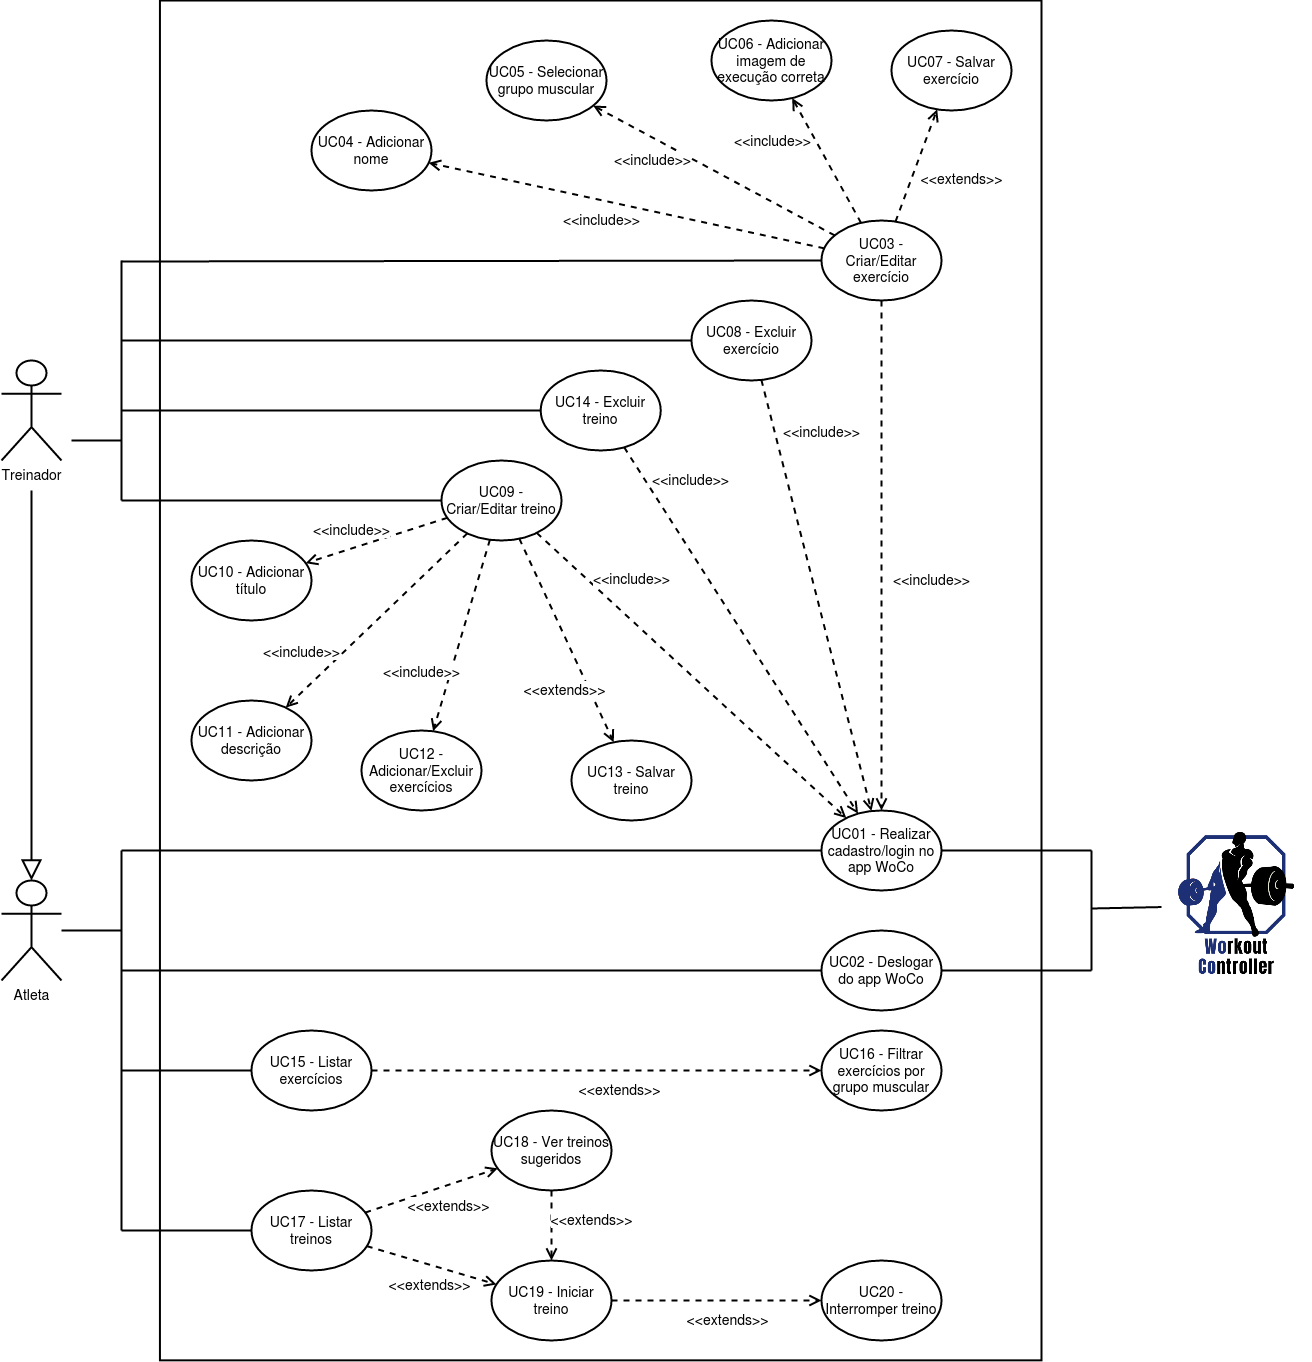 UC06 - Adicionar
imagem de
execução correta
UC07 - Salvar
exercício
UC05 - Selecionar
grupo muscular
UC04 - Adicionar
nome
<<include>>
<<include>>
<<extends>>
<<include>>
UC03 -
Criar/Editar
exercício
UC08 - Excluir
exercício
UC14 - Excluir
treino
<<include>>
Treinador
<<include>>
UC09 -
Criar/Editar treino
<<include>>
UC10 - Adicionar
título
<<include>>
<<include>>
<<include>>
<<include>>
<<extends>>
UC11 - Adicionar
descrição
UC12 -
Adicionar/Excluir
exercícios
UC13 - Salvar
treino
UC01 - Realizar
cadastro/login no
app WoCo
Workout
Controller
UC02 - Deslogar
do app WoCo
Atleta
UC15 - Listar
exercícios
UC16 - Filtrar
exercícios por
grupo muscular
<<extends>>
UC18 - Ver treinos
sugeridos
<<extends>>
<<extends>>
UC17 - Listar
treinos
<<extends>>
UC19 - Iniciar
treino
UC20 -
Interromper treino
<<extends>>